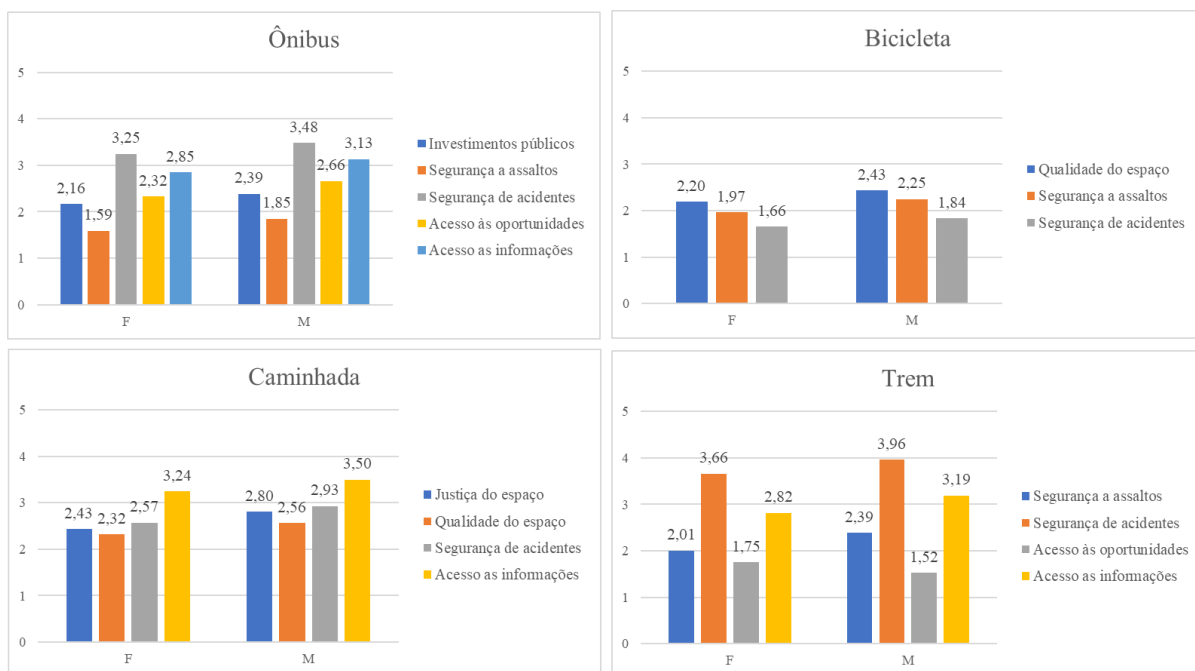 Ônibus
5
4
3
2
1
0
2,16
1,59
3,25
2,32
2,85
2,39
1,85
3,48
2,66
3,13
F
M
Investimentos públicos
Segurança a assaltos
Segurança de acidentes
Acesso às oportunidades
Acesso as informações
Bicicleta
5
4
3
2
1
0
2,20
1,97
1,66
2,43
2,25
1,84
F
M
Qualidade do espaço
Segurança a assaltos
Segurança de acidentes
Caminhada
5
4
3
2
1
0
2,43
2,32
2,57
3,24
2,80
2,56
2,93
3,50
F
M
Justiça do espaço
Qualidade do espaço
Segurança de acidentes
Acesso as informações
Trem
5
4
3
2
1
0
2,01
3,66
1,75
2,82
2,39
3,96
1,52
3,19
F
M
Segurança a assaltos
Segurança de acidentes
Acesso às oportunidades
Acesso as informações